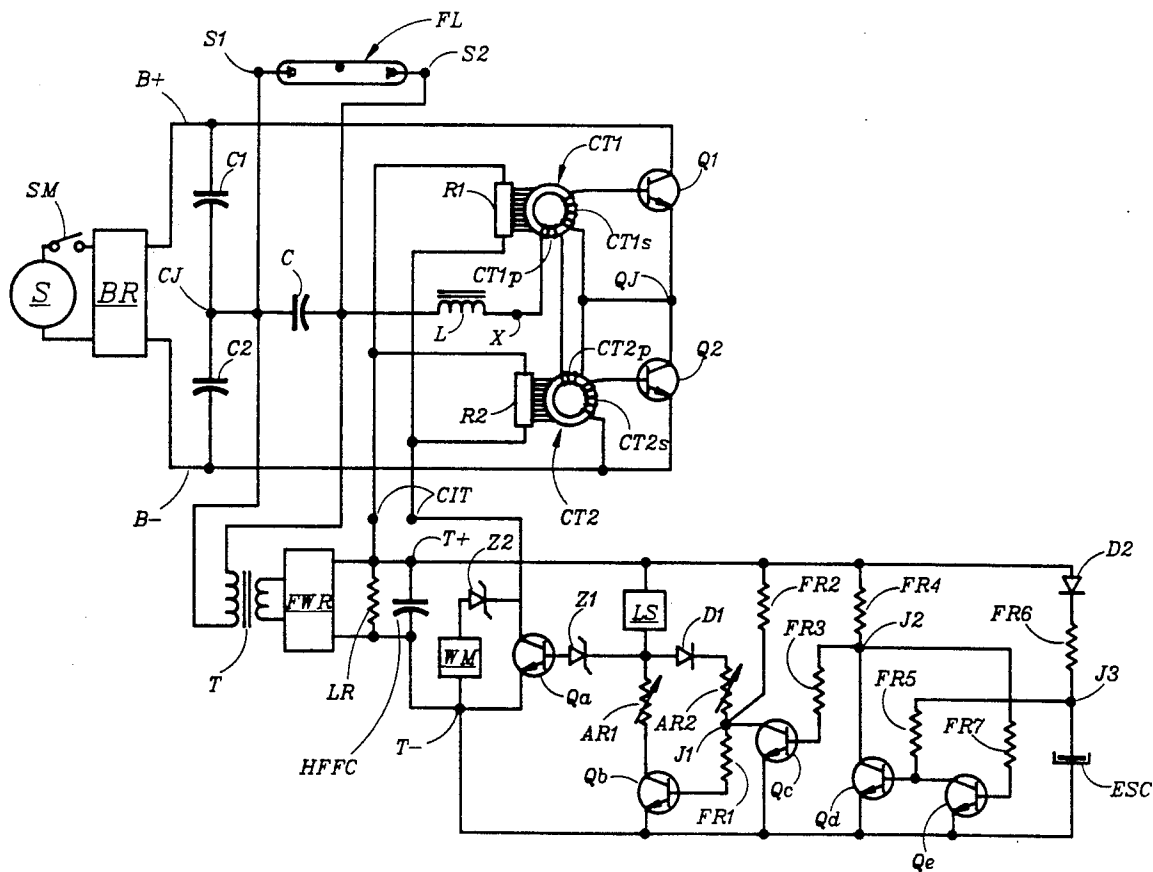 FL
S1
S2
B+
C1
CT1
Q1
SM
R1
CT1s
S
BR
CJ
C
CT1p
QJ
L
X
C2
CT2p
Q2
R2
CT2s
B-
CIT
CT2
T+
Z2
D2
FWR
Z1
LS
D1
FR2
FR4
FR3
J2
FR6
WM
T
LR
Qa
AR1
AR2
FR5
J3
FR7
HFFC
T-
J1
Qb
FR1
Qc
Qd
Qe
ESC